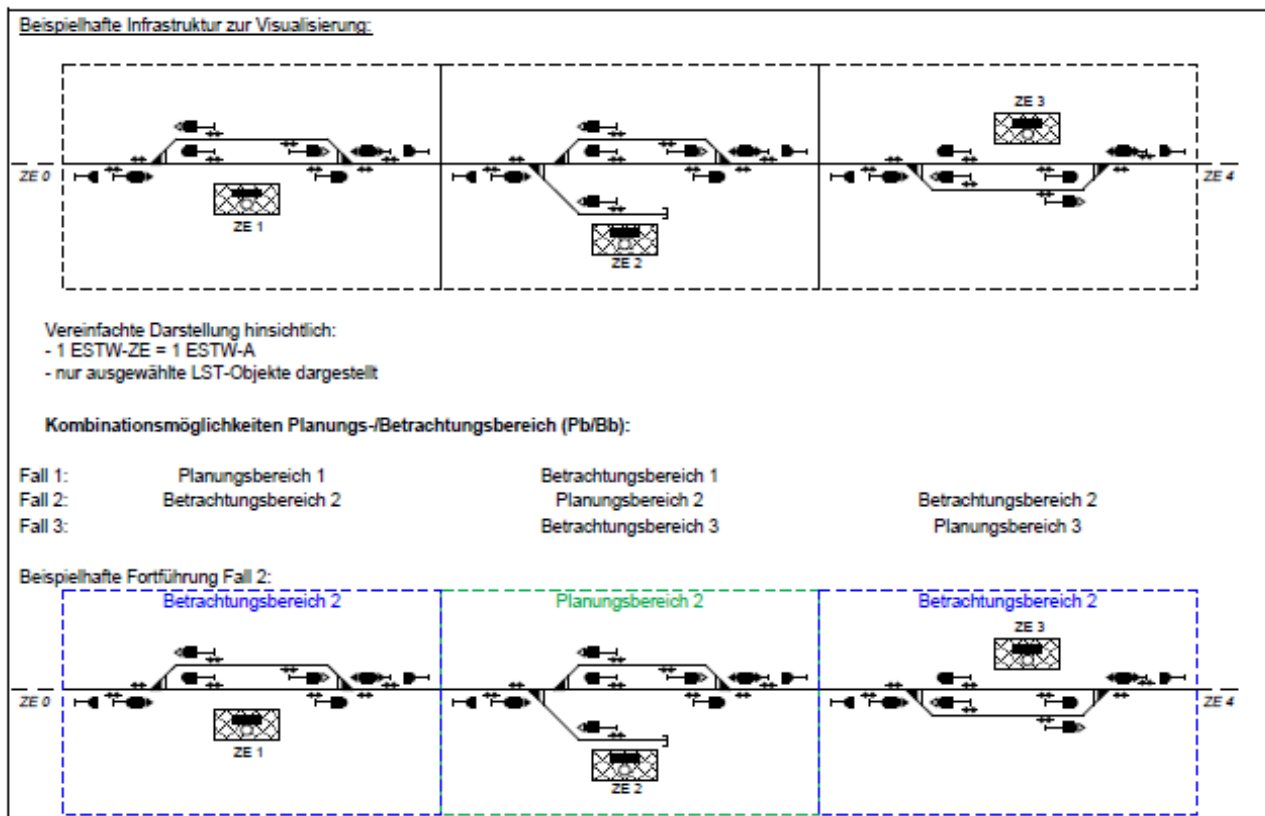 Beispielhafte Infrastruktur zur Visualisierung:
ZE 3
ZE 0
ZE 4
ZE 1
ZE 2
Vereinfachte Darstellung hinsichtlich:
- 1 ESTW-ZE = 1 ESTW-A
- nur ausgewählte LST-Objekte dargestellt
Kombinationsmöglichkeiten Planungs-/Betrachtungsbereich (Pb/Bb):
Fall 1: Planungsbereich 1 Betrachtungsbereich 1
Fall 2: Betrachtungsbereich 2 Planungsbereich 2 Betrachtungsbereich 2
Fall 3: Betrachtungsbereich 3 Planungsbereich 3
Beispielhafte Fortführung Fall 2:
Betrachtungsbereich 2 Planungsbereich 2 Betrachtungsbereich 2
ZE 3
ZE 0
ZE 4
ZE 1
ZE 2